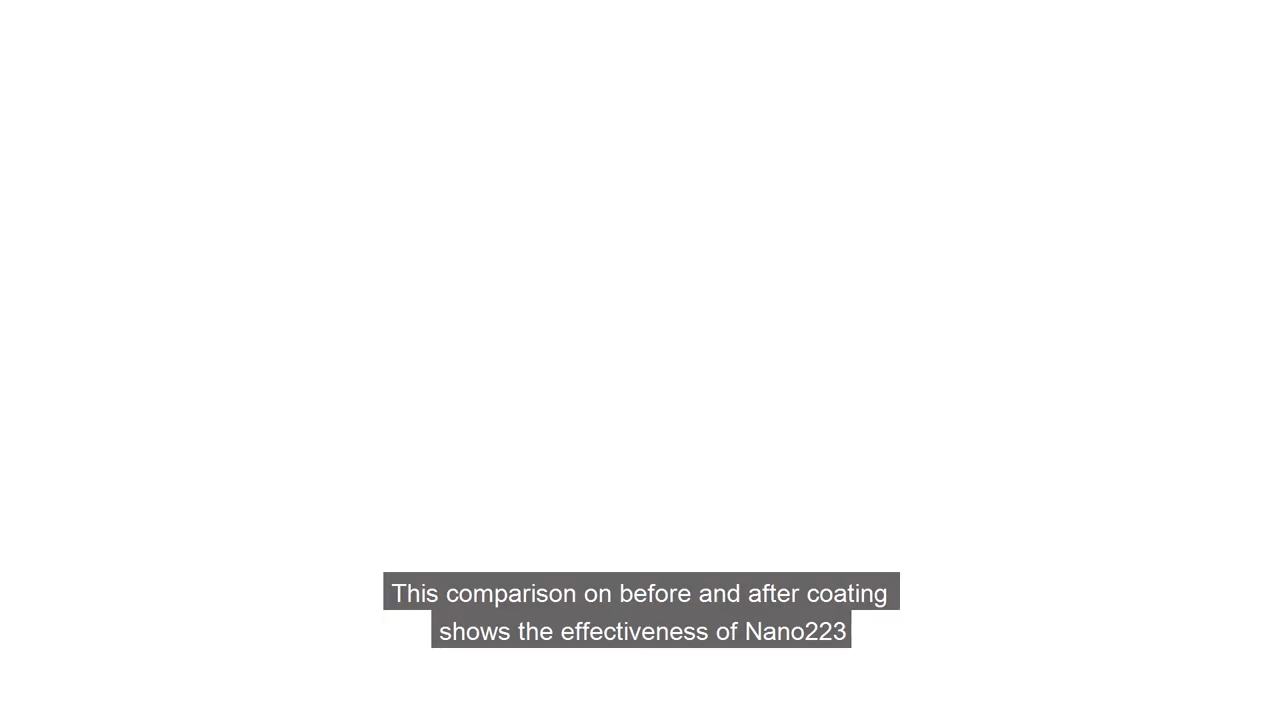 This comparison on before and after coating
shows the effectiveness of Nano223